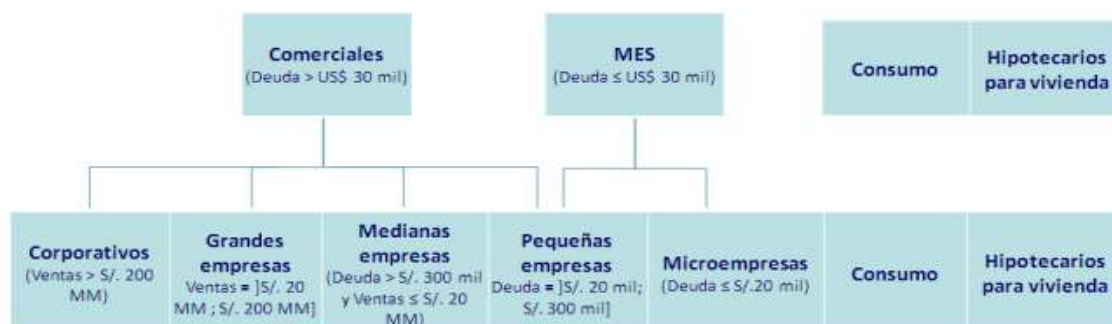 Comerciales
(Deuda > US$ 30 mil)
MES
(Deuda ≤ US$ 30 mil)
Consumo
Hipotecarios
para vivienda
Corporativos
(Ventas > S/. 200
MM)
Grandes
empresas
Ventas = ]S/. 20
MM ; S/. 200 MM]
Medianas
empresas
(Deuda > S/. 300 mil
y Ventas ≤ S/. 20
MM)
Pequeñas
empresas
Deuda = ]S/. 20 mil;
S/. 300 mil]
Microempresas
(Deuda ≤ S/.20 mil)
Consumo
Hipotecarios
para vivienda